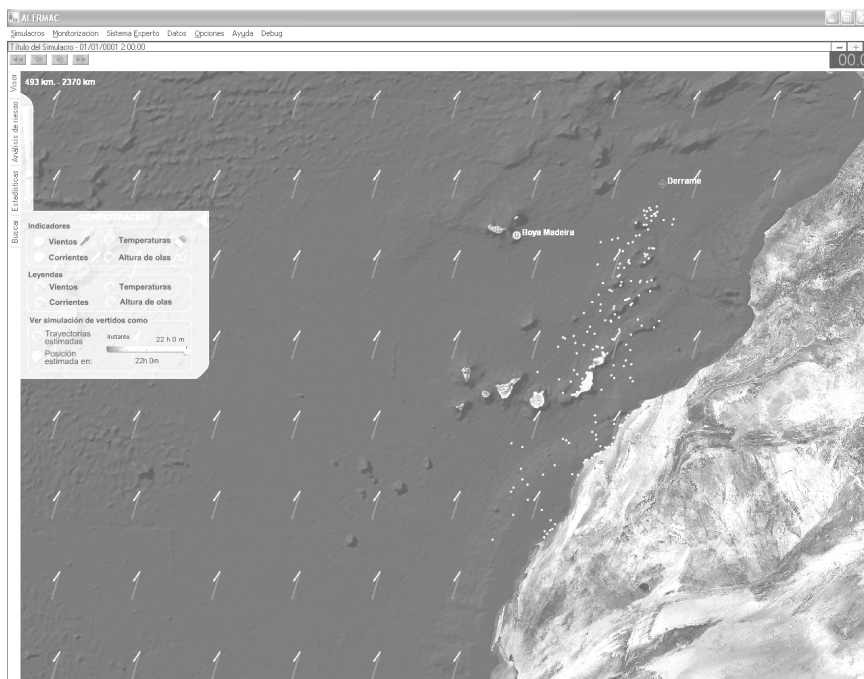 ALERMAC
Simulacros Monitorizacion Sistema Experto Datos Opciones Ayuda Debug
Título del Simulacro - 01/01/0001 2:00:00
00.0
493 km. - 2370 km
Visor
Análisis de riesgo
Estadísticas
Buscar
Derrame
Boya Madeira
CONFIGURACION
Indicadores
Vientos Temperaturas
Corrientes Altura de olas
Leyendas
Vientos Temperaturas
Corrientes Altura de olas
Ver simulación de vertidos como
Trayectorias estimadas
Instante 22 h 0 m
Posición estimada en:
22h 0m